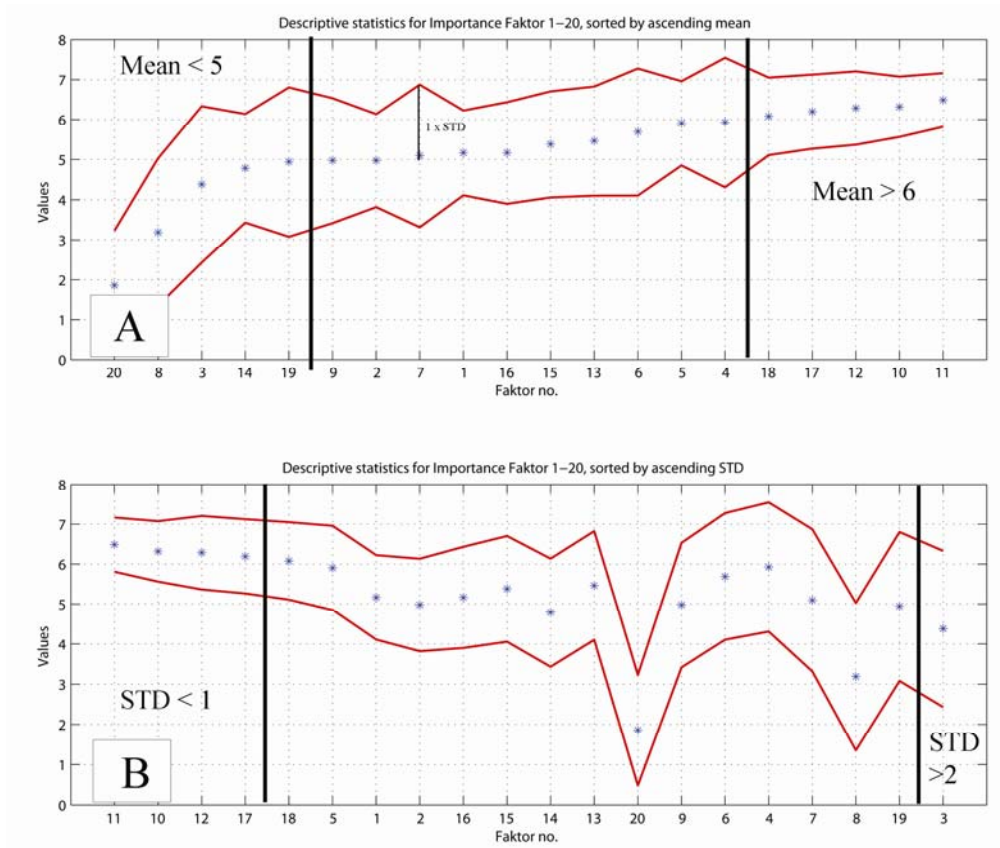 Descriptive statistics for Importance Faktor 1–20, sorted by ascending mean
8
7
6
5
4
3
2
1
0
Values
Mean < 5
1 x STD
Mean > 6
A
20 8 3 14 19 9 2 7 1 16 15 13 6 5 4 18 17 12 10 11
Faktor no.
Descriptive statistics for Importance Faktor 1–20, sorted by ascending STD
8
7
6
5
4
3
2
1
0
Values
STD < 1
STD
>2
B
11 10 12 17 18 5 1 2 16 15 14 13 20 9 6 4 7 8 19 3
Faktor no.